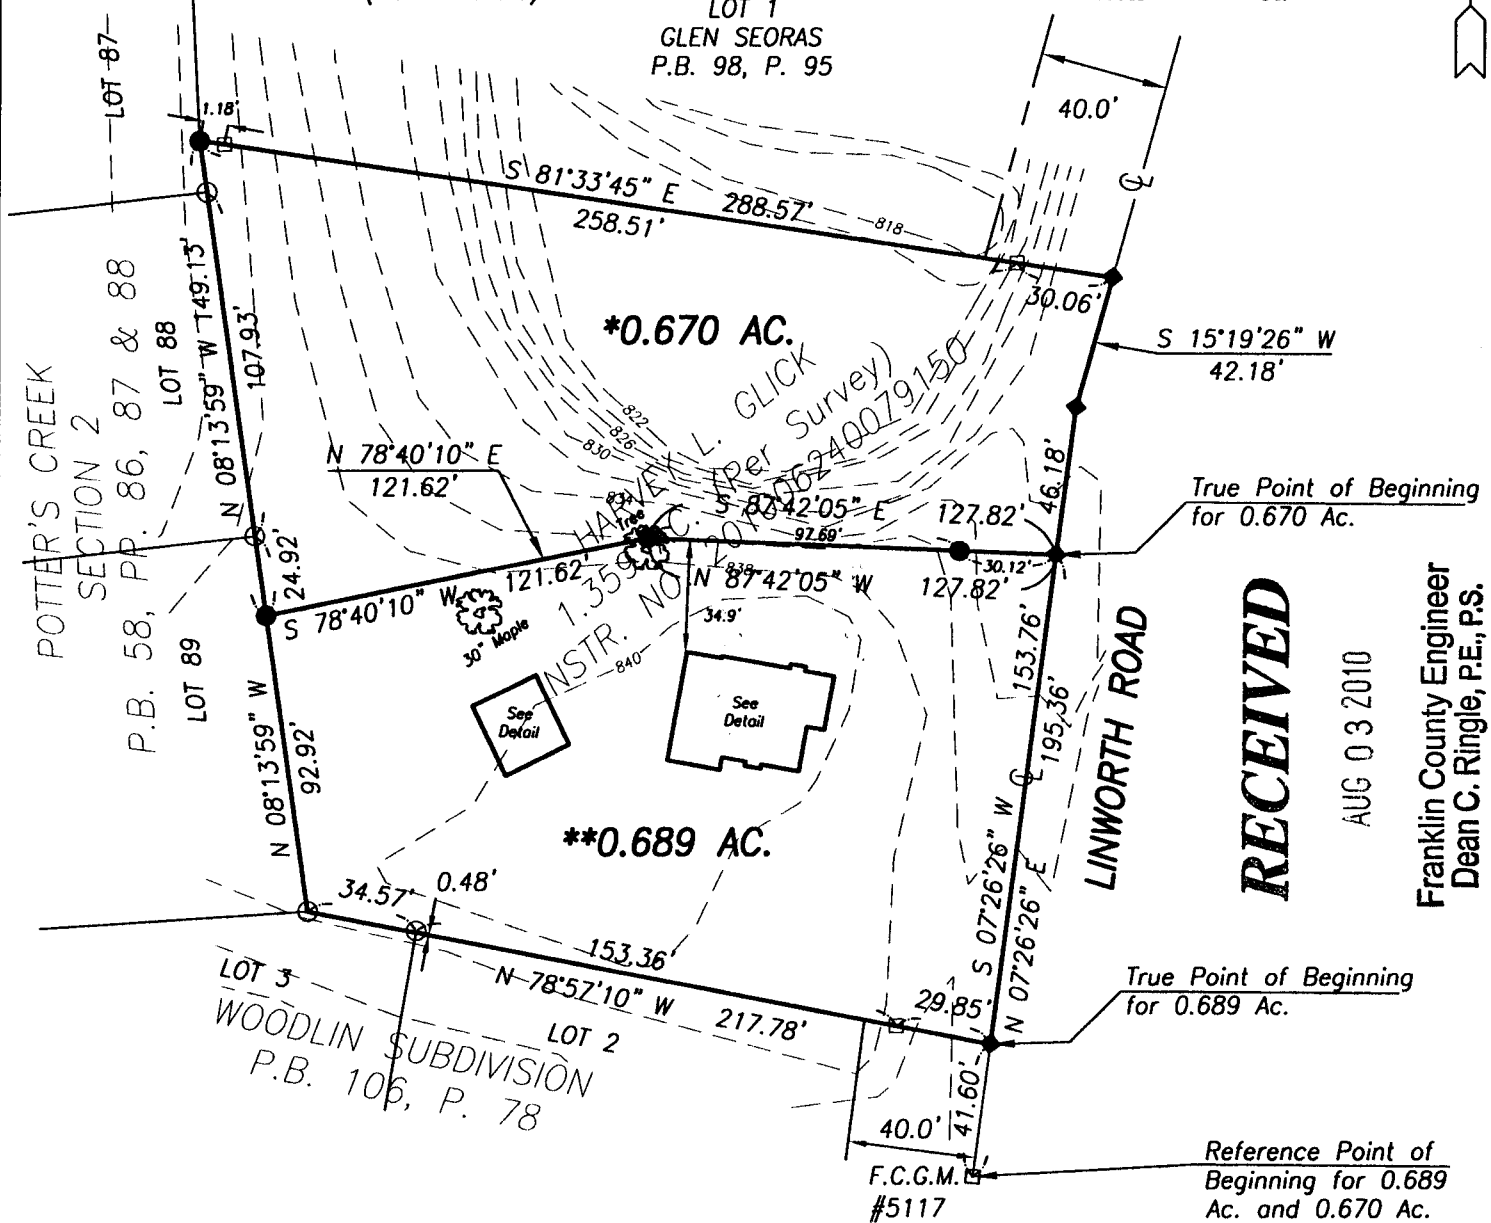 LOT 1
GLEN SEORAS
P.B. 98, P. 95
40.0'
LOT 87
1.18'
S 81°33'45" E 288.57'
258.51'
818
30.06'
S 15°19'26" W
42.18'
*0.670 AC.
N 08°13'59" W 149.13'
107.93'
LOT 88
POTTER'S CREEK
SECTION 2
P.B. 58, PP. 86, 87 & 88
N 78°40'10" E
121.62'
822
826
830
834
838
840
HARVEY L. GLICK
1.359 AC. (Per Survey)
INSTR. NO. 200106240079150
Tree
S 87°42'05" E 127.82'
97.69'
30.12'
N 87°42'05" W 127.82'
46.18'
True Point of Beginning
for 0.670 Ac.
24.92'
121.62'
S 78°40'10" W
30" Maple
34.9'
See
Detail
See
Detail
153.76'
195.36'
LINWORTH ROAD
RECEIVED
AUG 03 2010
Franklin County Engineer
Dean C. Ringle, P.E., P.S.
LOT 89
N 08°13'59" W
92.92'
**0.689 AC.
S 07°26'26" W
N 07°26'26" E
34.57'
0.48'
153.36'
N 78°57'10" W 217.78'
29.85'
True Point of Beginning
for 0.689 Ac.
LOT 3
LOT 2
WOODLIN SUBDIVISION
P.B. 106, P. 78
41.60'
40.0'
F.C.G.M.
#5117
Reference Point of
Beginning for 0.689
Ac. and 0.670 Ac.